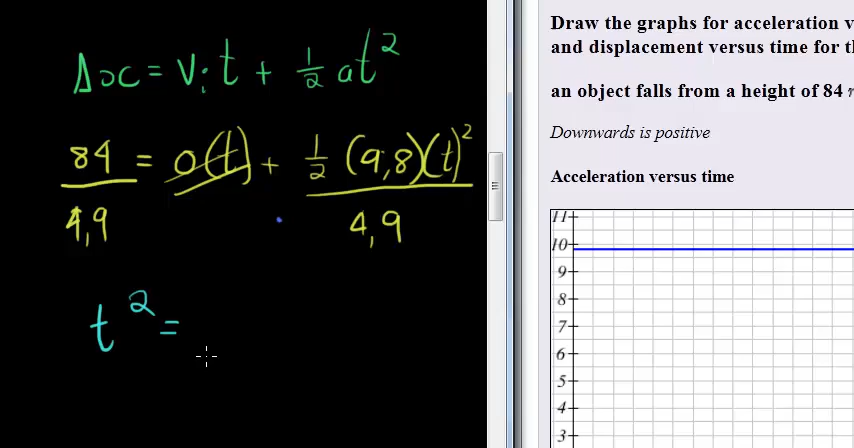 Δx = Vit + 1/2 at²
84 = 0(t) + 1/2 (9,8)(t)²
4,9 4,9
t² =
Draw the graphs for acceleration v
and displacement versus time for th
an object falls from a height of 84 m
Downwards is positive
Acceleration versus time
11
10
9
8
7
6
5
4
3